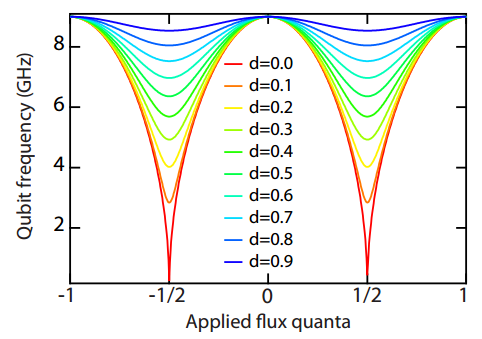 Qubit frequency (GHz)
8
6
4
2
d=0.0
d=0.1
d=0.2
d=0.3
d=0.4
d=0.5
d=0.6
d=0.7
d=0.8
d=0.9
-1 -1/2 0 1/2 1
Applied flux quanta